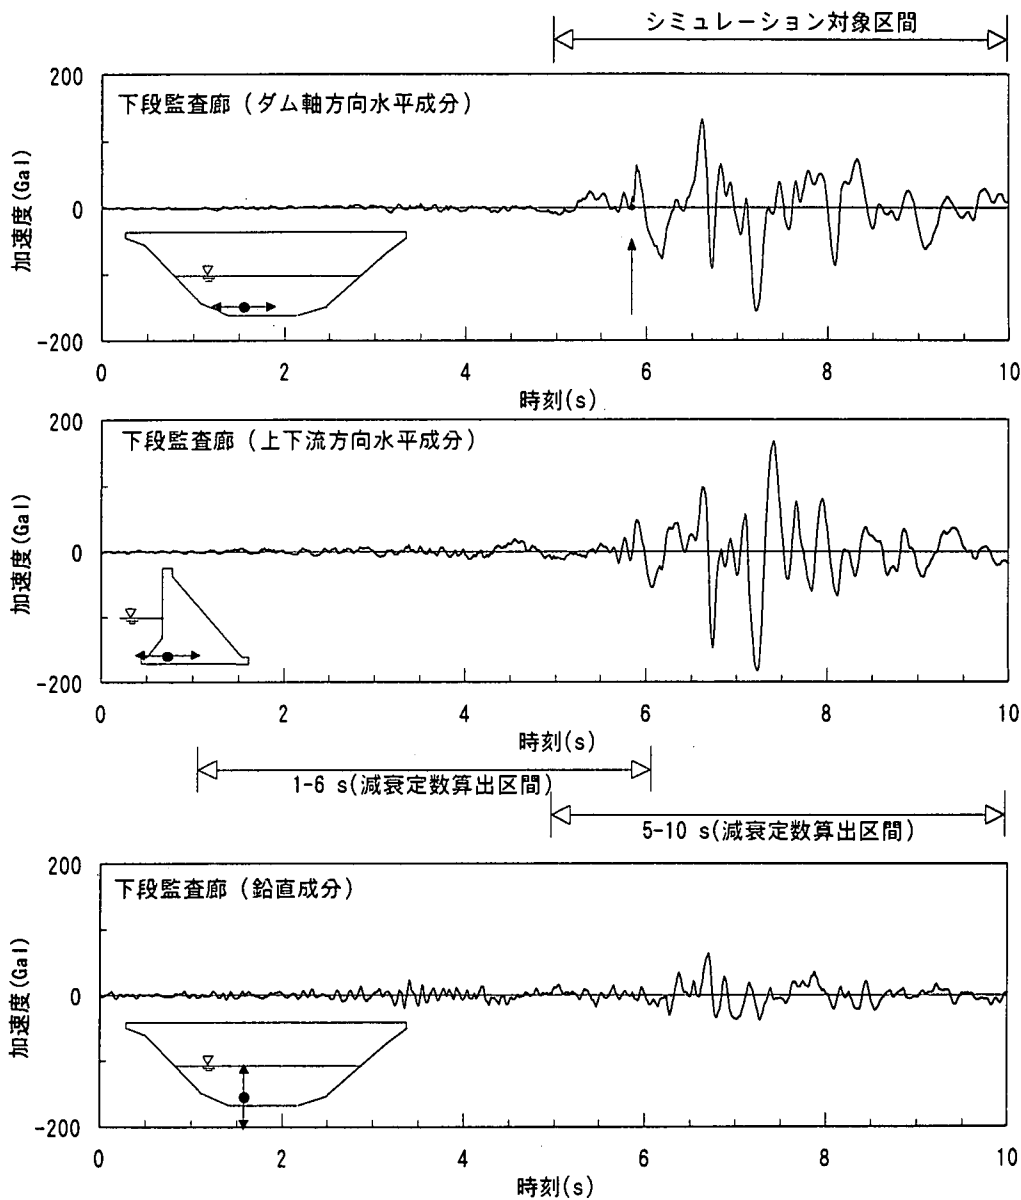 シミュレーション対象区間
200
下段監査廊（ダム軸方向水平成分）
加速度(Gal)
0
-200
0 2 4 6 8 10
時刻(s)
200
下段監査廊（上下流方向水平成分）
加速度(Gal)
0
-200
0 2 4 6 8 10
時刻(s)
1-6 s(減衰定数算出区間)
5-10 s(減衰定数算出区間)
200
下段監査廊（鉛直成分）
加速度(Gal)
0
-200
0 2 4 6 8 10
時刻(s)